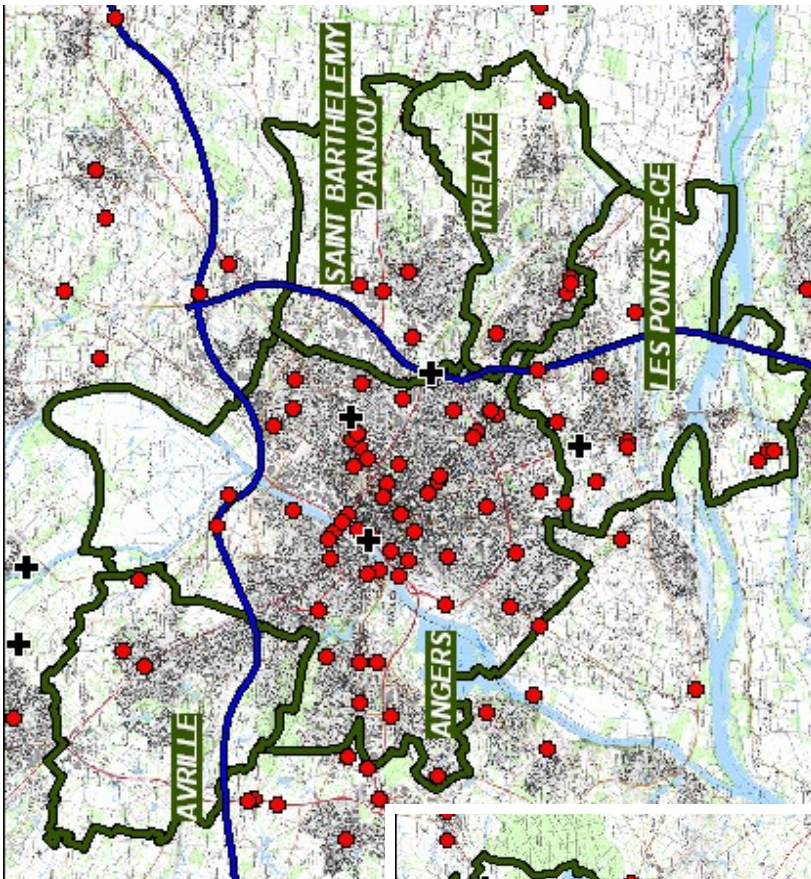 SAINT BARTHELEMY
D'ANJOU
TRELAZE
LES PONTS-DE-CE
ANGERS
AVRILLE